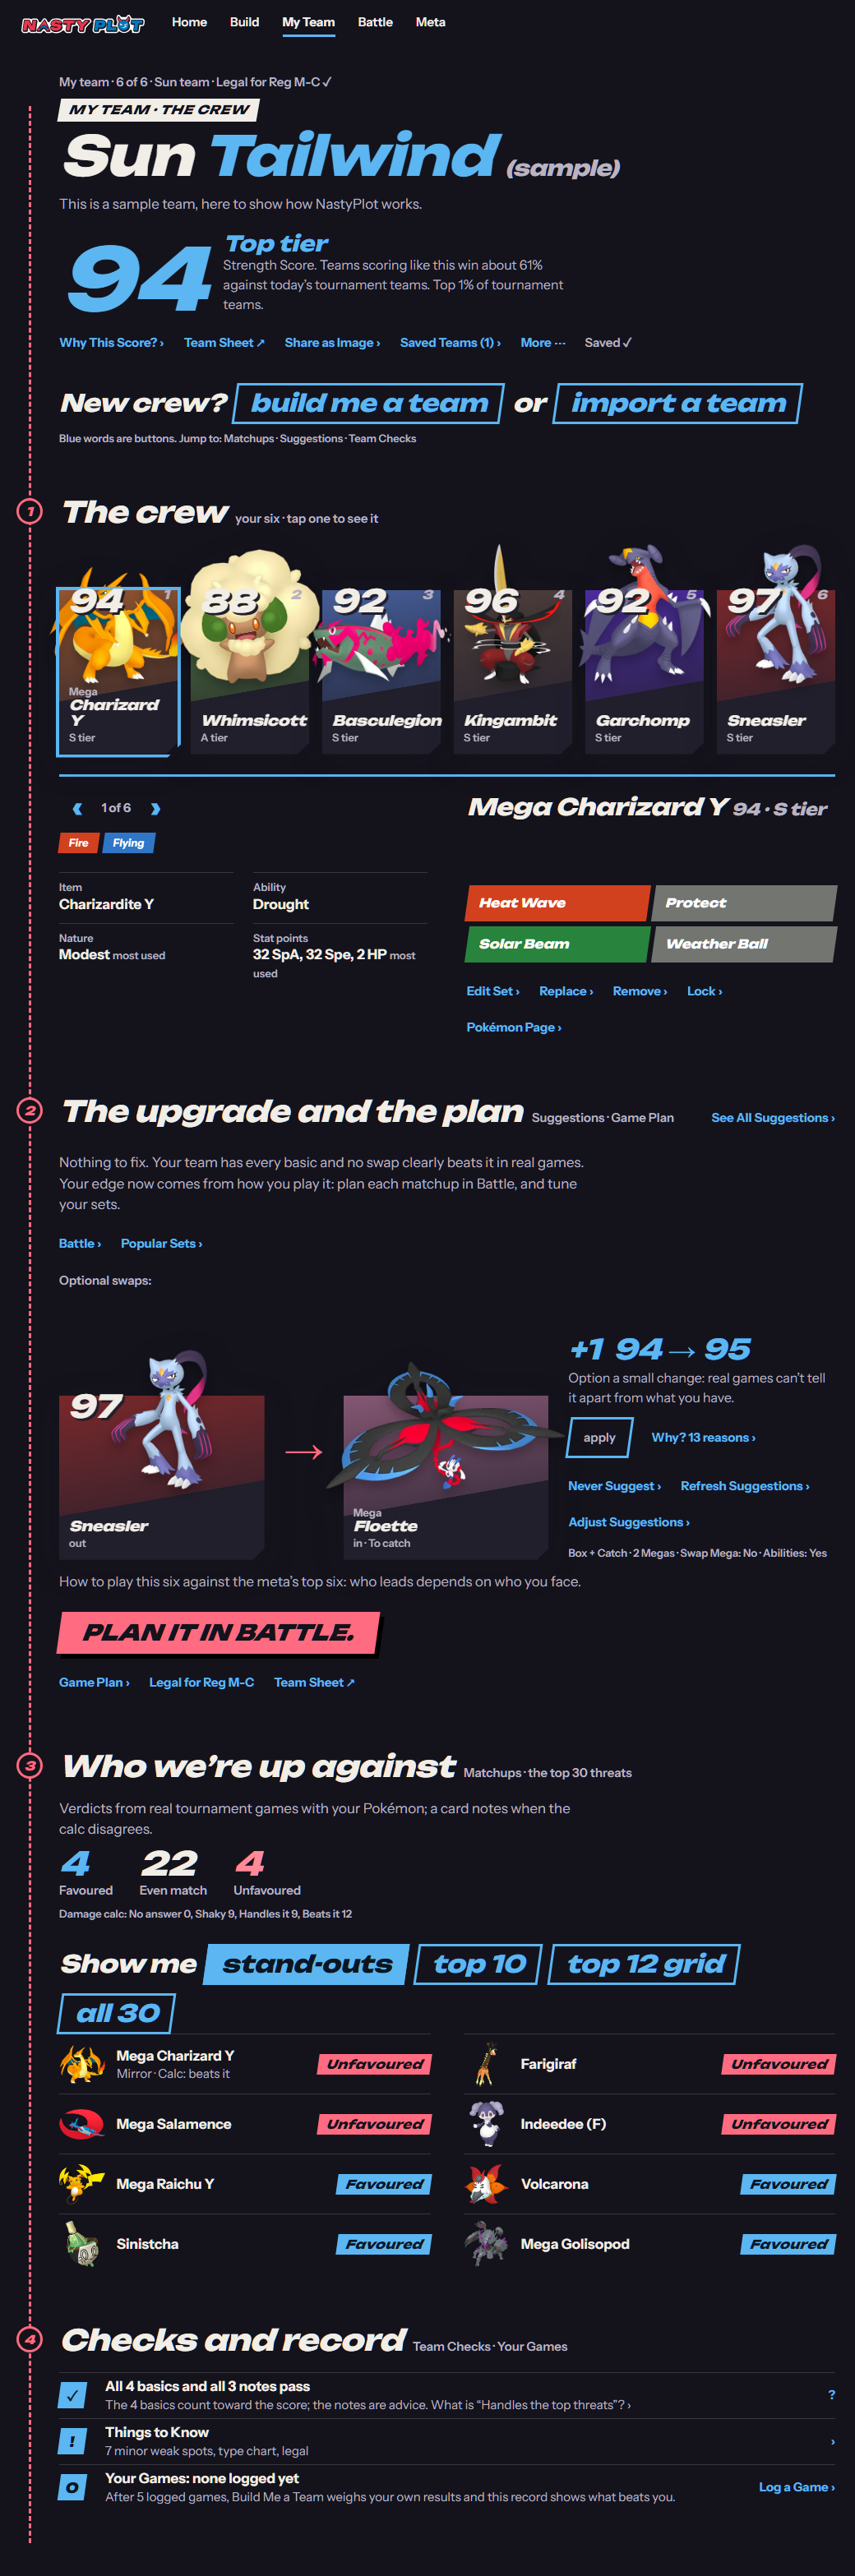 NASTY PLOT
Home Build My Team Battle Meta
My team · 6 of 6 · Sun team · Legal for Reg M-C ✓
MY TEAM · THE CREW
Sun Tailwind (sample)
This is a sample team, here to show how NastyPlot works.
94
Top tier
Strength Score. Teams scoring like this win about 61%
against today's tournament teams. Top 1% of tournament
teams.
Why This Score? › Team Sheet ↗ Share as Image › Saved Teams (1) › More ··· Saved ✓
New crew? build me a team or import a team
Blue words are buttons. Jump to: Matchups · Suggestions · Team Checks
1
The crew your six · tap one to see it
94 1
Mega
Charizard
Y
S tier
88 2
Whimsicott
A tier
92 3
Basculegion
S tier
96 4
Kingambit
S tier
92 5
Garchomp
S tier
97 6
Sneasler
S tier
‹ 1 of 6 ›
Fire Flying
Item
Charizardite Y
Ability
Drought
Nature
Modest most used
Stat points
32 SpA, 32 Spe, 2 HP most
used
Mega Charizard Y 94 · S tier
Heat Wave Protect
Solar Beam Weather Ball
Edit Set › Replace › Remove › Lock ›
Pokémon Page ›
2
The upgrade and the plan Suggestions · Game Plan See All Suggestions ›
Nothing to fix. Your team has every basic and no swap clearly beats it in real games.
Your edge now comes from how you play it: plan each matchup in Battle, and tune
your sets.
Battle › Popular Sets ›
Optional swaps:
97
Sneasler
out
→
Mega
Floette
in · To catch
+1 94 → 95
Option a small change: real games can't tell
it apart from what you have.
apply Why? 13 reasons ›
Never Suggest › Refresh Suggestions ›
Adjust Suggestions ›
Box + Catch · 2 Megas · Swap Mega: No · Abilities: Yes
How to play this six against the meta's top six: who leads depends on who you face.
PLAN IT IN BATTLE.
Game Plan › Legal for Reg M-C Team Sheet ↗
3
Who we're up against Matchups · the top 30 threats
Verdicts from real tournament games with your Pokémon; a card notes when the
calc disagrees.
4 22 4
Favoured Even match Unfavoured
Damage calc: No answer 0, Shaky 9, Handles it 9, Beats it 12
Show me stand-outs top 10 top 12 grid
all 30
Mega Charizard Y
Mirror · Calc: beats it
Unfavoured
Farigiraf Unfavoured
Mega Salamence Unfavoured
Indeedee (F) Unfavoured
Mega Raichu Y Favoured
Volcarona Favoured
Sinistcha Favoured
Mega Golisopod Favoured
4
Checks and record Team Checks · Your Games
✓ All 4 basics and all 3 notes pass
The 4 basics count toward the score; the notes are advice. What is “Handles the top threats”? ›
?
! Things to Know
7 minor weak spots, type chart, legal
›
0 Your Games: none logged yet
After 5 logged games, Build Me a Team weighs your own results and this record shows what beats you.
Log a Game ›